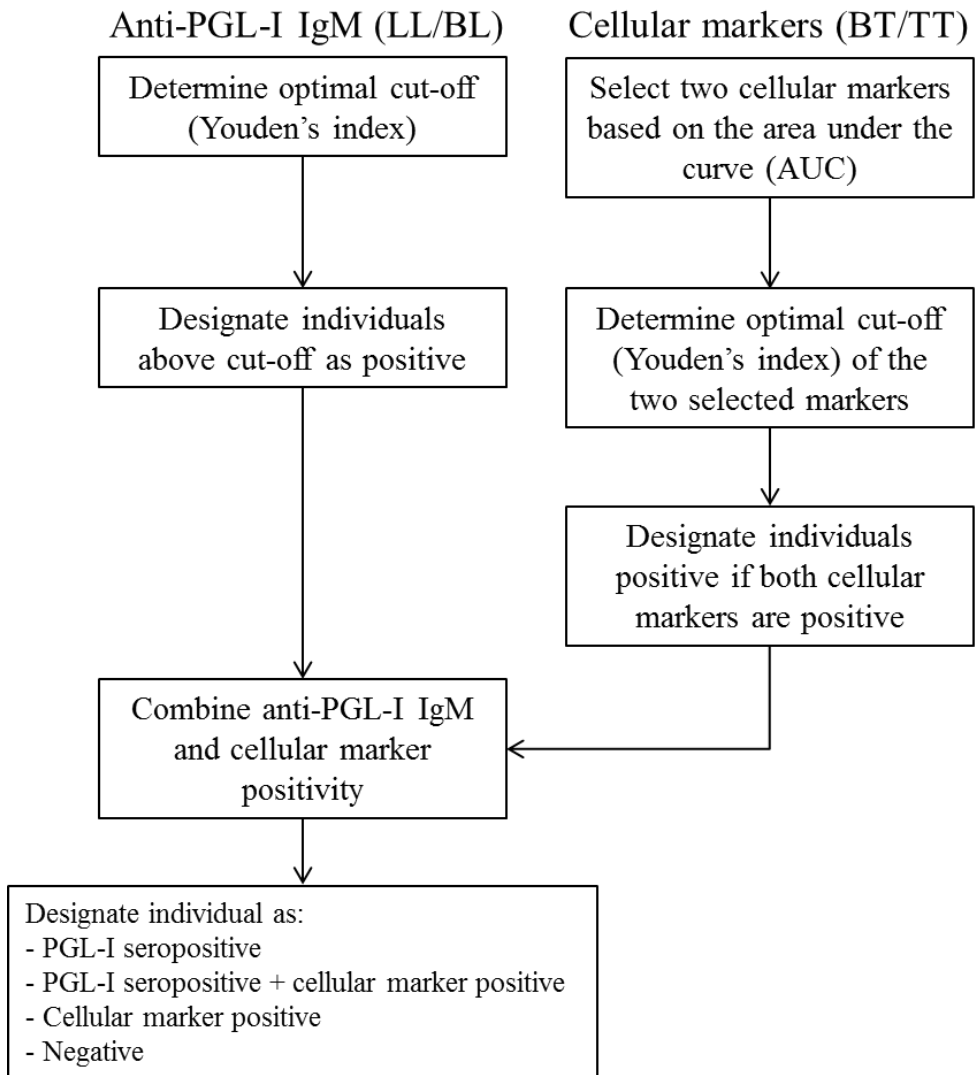 Anti-PGL-I IgM (LL/BL)
Determine optimal cut-off
(Youden's index)
Designate individuals
above cut-off as positive
Cellular markers (BT/TT)
Select two cellular markers
based on the area under the
curve (AUC)
Determine optimal cut-off
(Youden's index) of the
two selected markers
Designate individuals
positive if both cellular
markers are positive
Combine anti-PGL-I IgM
and cellular marker
positivity
Designate individual as:
- PGL-I seropositive
- PGL-I seropositive + cellular marker positive
- Cellular marker positive
- Negative